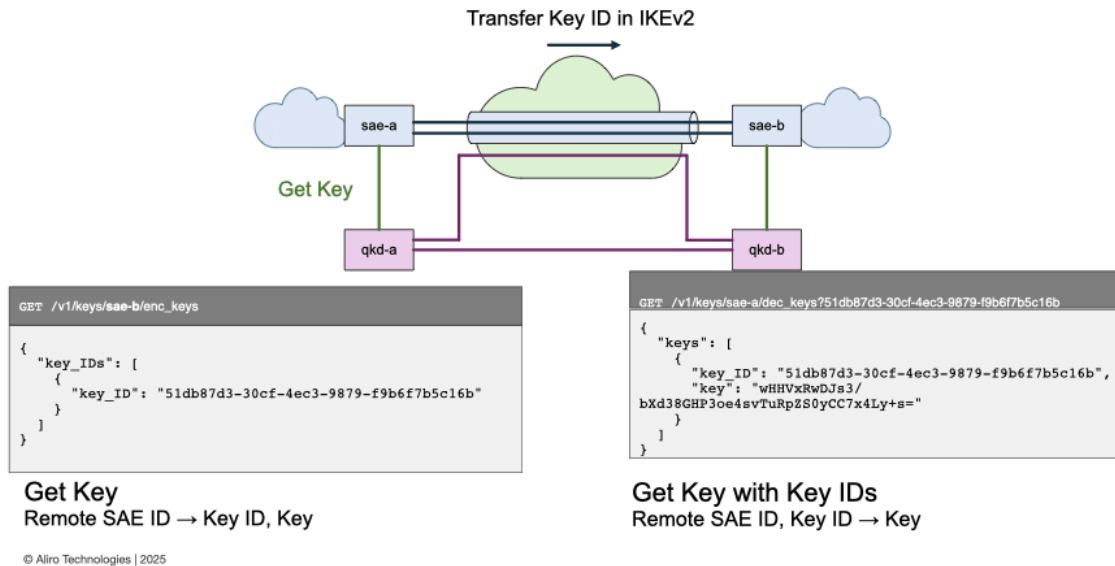 Transfer Key ID in IKEv2
sae-a
sae-b
Get Key
qkd-a
qkd-b
GET /v1/keys/sae-b/enc_keys
{
"key_IDs": [
{
"key_ID": "51db87d3-30cf-4ec3-9879-f9b6f7b5c16b"
}
]
}
GET /v1/keys/sae-a/dec_keys?51db87d3-30cf-4ec3-9879-f9b6f7b5c16b
{
"keys": [
{
"key_ID": "51db87d3-30cf-4ec3-9879-f9b6f7b5c16b",
"key": "wHHVxRwDJs3/
bXd38GHP3oe4svTuRpZS0yCC7x4Ly+s="
}
]
}
Get Key
Remote SAE ID → Key ID, Key
Get Key with Key IDs
Remote SAE ID, Key ID → Key
© Aliro Technologies | 2025